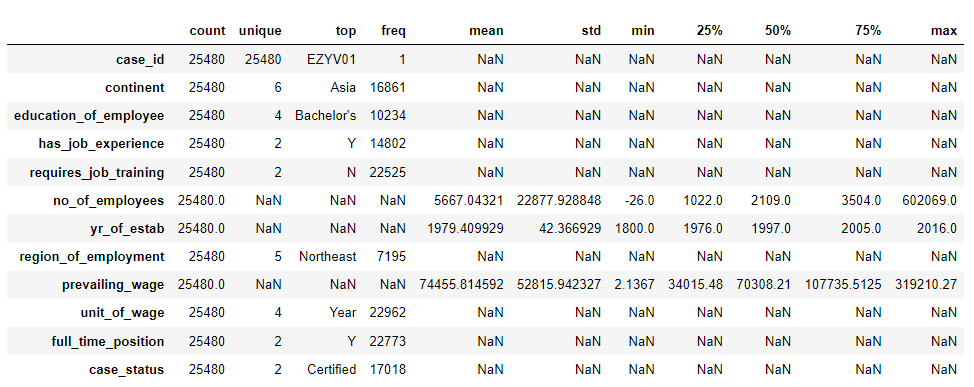 count unique top freq mean std min 25% 50% 75% max
case_id 25480 25480 EZYV01 1 NaN NaN NaN NaN NaN NaN NaN
continent 25480 6 Asia 16861 NaN NaN NaN NaN NaN NaN NaN
education_of_employee 25480 4 Bachelor's 10234 NaN NaN NaN NaN NaN NaN NaN
has_job_experience 25480 2 Y 14802 NaN NaN NaN NaN NaN NaN NaN
requires_job_training 25480 2 N 22525 NaN NaN NaN NaN NaN NaN NaN
no_of_employees 25480.0 NaN NaN NaN 5667.04321 22877.928848 -26.0 1022.0 2109.0 3504.0 602069.0
yr_of_estab 25480.0 NaN NaN NaN 1979.409929 42.366929 1800.0 1976.0 1997.0 2005.0 2016.0
region_of_employment 25480 5 Northeast 7195 NaN NaN NaN NaN NaN NaN NaN
prevailing_wage 25480.0 NaN NaN NaN 74455.814592 52815.942327 2.1367 34015.48 70308.21 107735.5125 319210.27
unit_of_wage 25480 4 Year 22962 NaN NaN NaN NaN NaN NaN NaN
full_time_position 25480 2 Y 22773 NaN NaN NaN NaN NaN NaN NaN
case_status 25480 2 Certified 17018 NaN NaN NaN NaN NaN NaN NaN